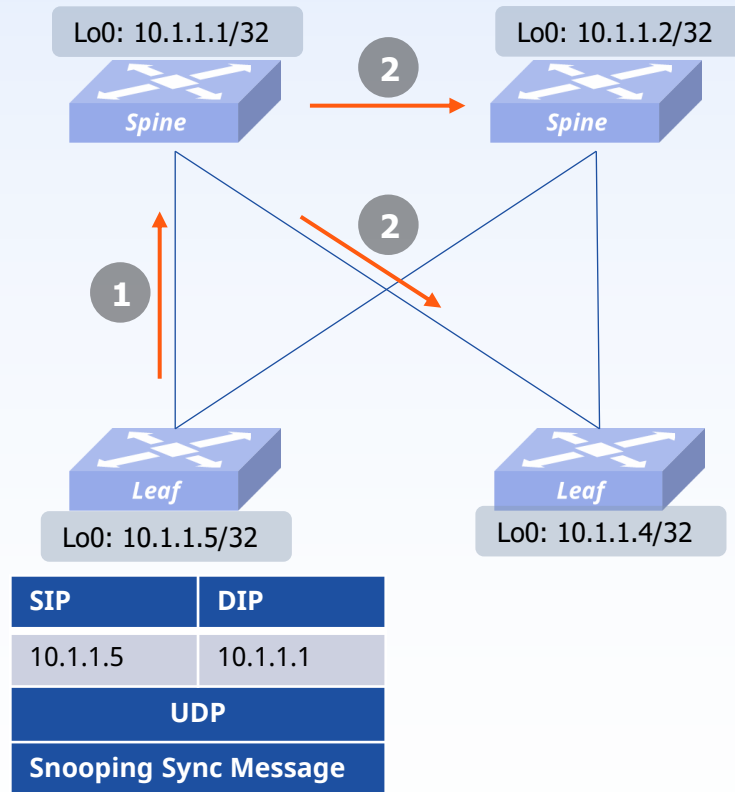 Lo0: 10.1.1.1/32
Lo0: 10.1.1.2/32
2
Spine
Spine
2
1
Leaf
Leaf
Lo0: 10.1.1.5/32
Lo0: 10.1.1.4/32
SIP DIP
10.1.1.5 10.1.1.1
UDP
Snooping Sync Message